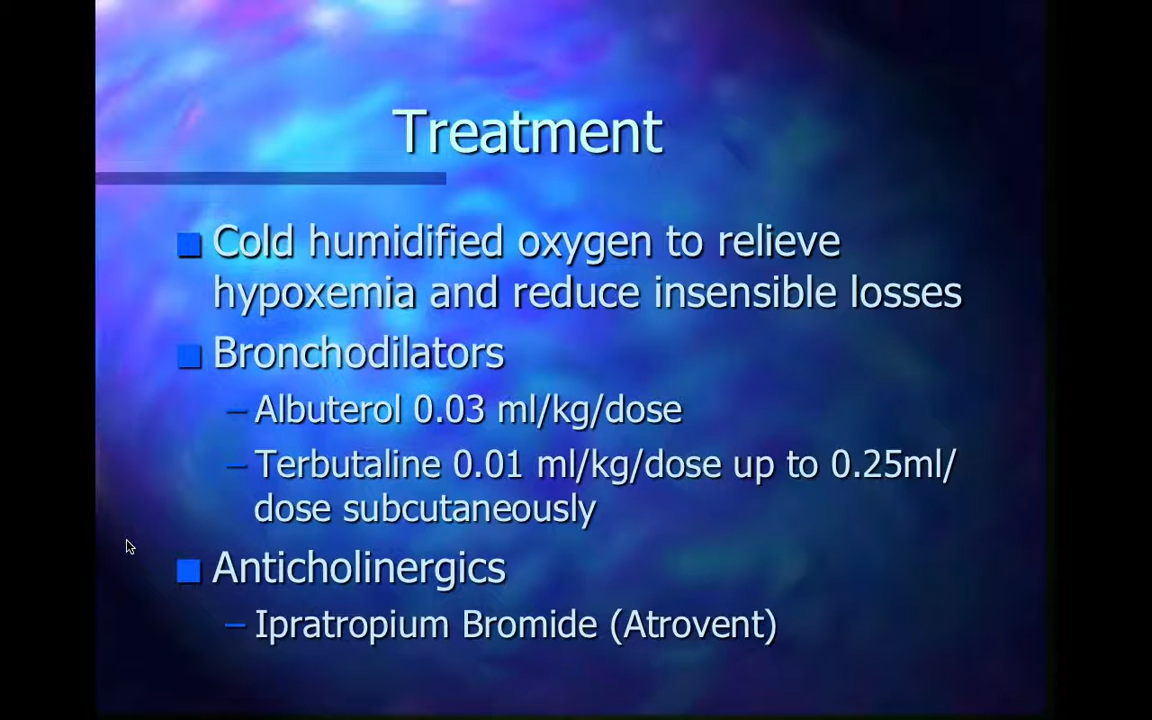 Treatment
Cold humidified oxygen to relieve
hypoxemia and reduce insensible losses
Bronchodilators
– Albuterol 0.03 ml/kg/dose
– Terbutaline 0.01 ml/kg/dose up to 0.25ml/
dose subcutaneously
Anticholinergics
– Ipratropium Bromide (Atrovent)